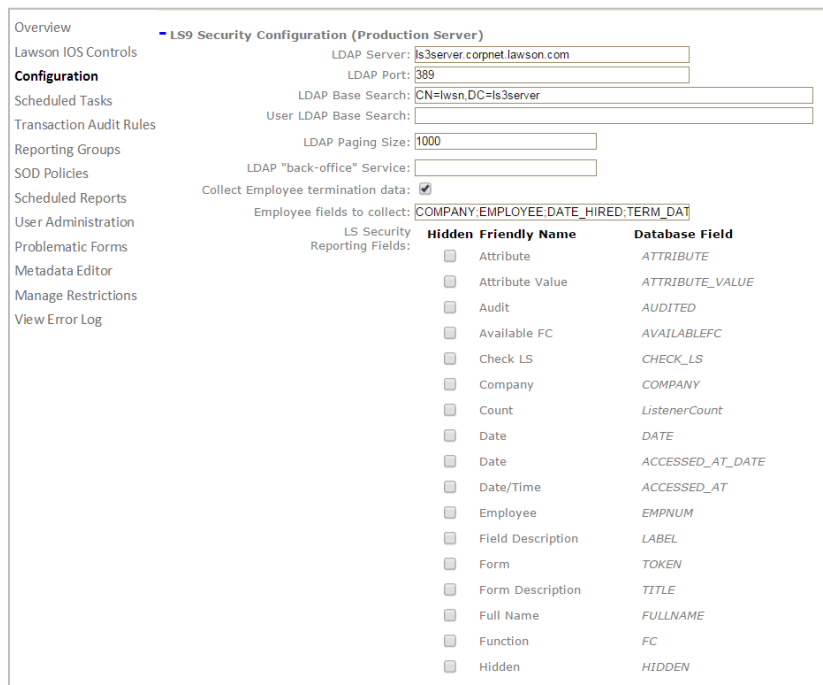 Overview
Lawson IOS Controls
Configuration
Scheduled Tasks
Transaction Audit Rules
Reporting Groups
SOD Policies
Scheduled Reports
User Administration
Problematic Forms
Metadata Editor
Manage Restrictions
View Error Log
LS9 Security Configuration (Production Server)
LDAP Server: ls3server.corpnet.lawson.com
LDAP Port: 389
LDAP Base Search: CN=lwsn,DC=ls3server
User LDAP Base Search:
LDAP Paging Size: 1000
LDAP "back-office" Service:
Collect Employee termination data:
Employee fields to collect: COMPANY;EMPLOYEE;DATE_HIRED;TERM_DAT
LS Security
Reporting Fields:
Hidden Friendly Name Database Field
Attribute ATTRIBUTE
Attribute Value ATTRIBUTE_VALUE
Audit AUDITED
Available FC AVAILABLEFC
Check LS CHECK_LS
Company COMPANY
Count ListenerCount
Date DATE
Date ACCESSED_AT_DATE
Date/Time ACCESSED_AT
Employee EMPNUM
Field Description LABEL
Form TOKEN
Form Description TITLE
Full Name FULLNAME
Function FC
Hidden HIDDEN